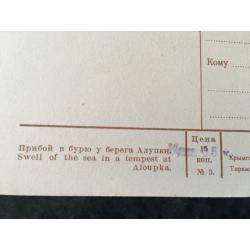 Кому
Прибой в бурю у берега Алупки.
Swell of the sea in a tempest at
Aloupka.
Цена
15
коп.
№ 3.